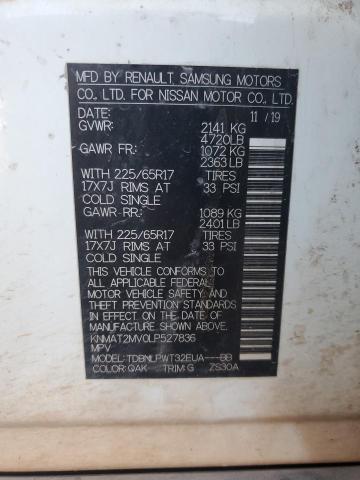 MFD BY RENAULT SAMSUNG MOTORS
CO., LTD. FOR NISSAN MOTOR CO., LTD.
DATE: 11/19
GVWR: 2141 KG
4720LB
GAWR FR: 1072 KG
2363LB
WITH 225/65R17 TIRES
17X7J RIMS AT 33 PSI
COLD SINGLE
GAWR RR: 1089 KG
2401LB
WITH 225/65R17 TIRES
17X7J RIMS AT 33 PSI
COLD SINGLE
THIS VEHICLE CONFORMS TO
ALL APPLICABLE FEDERAL
MOTOR VEHICLE SAFETY
AND THEFT PREVENTION STANDARDS
IN EFFECT ON THE DATE OF
MANUFACTURE SHOWN ABOVE.
KNMAT2MV0LP527836
MPV
MODEL: TDBNLPWT32EUA---BB
COLOR: QAK TRIM: G ZS30A